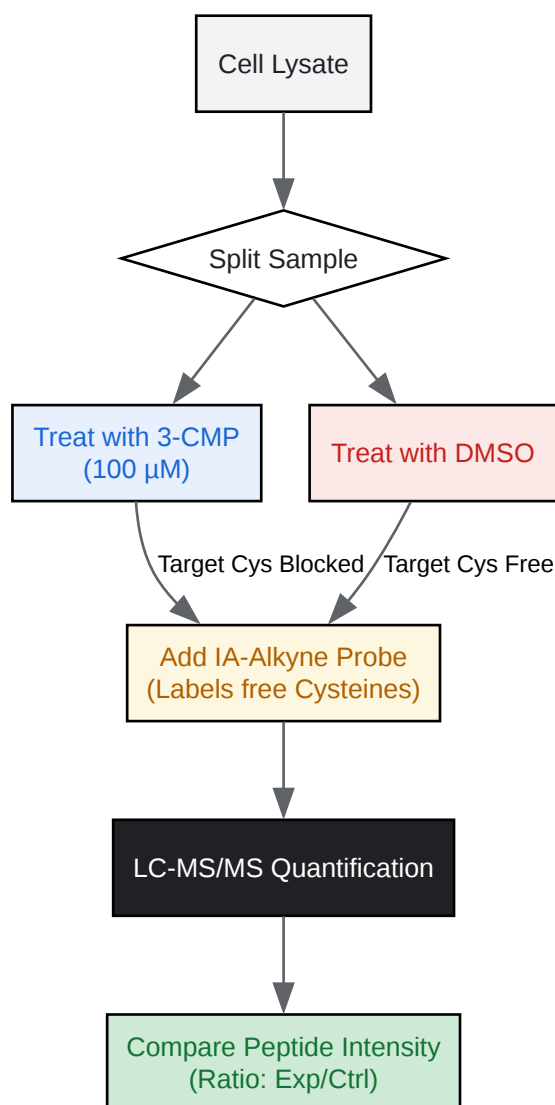 Cell Lysate
Split Sample
Treat with 3-CMP
(100 µM)
Treat with DMSO
Target Cys Blocked
Target Cys Free
Add IA-Alkyne Probe
(Labels free Cysteines)
LC-MS/MS Quantification
Compare Peptide Intensity
(Ratio: Exp/Ctrl)